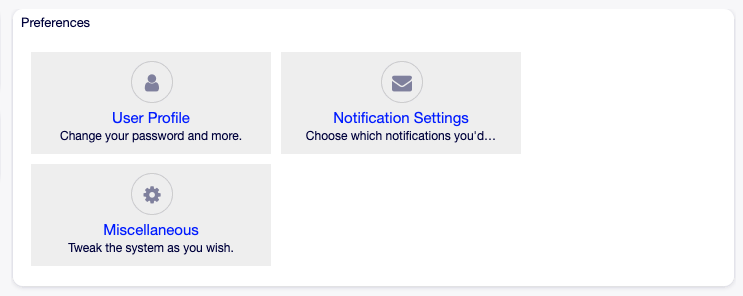 Preferences
User Profile
Change your password and more.
Notification Settings
Choose which notifications you'd…
Miscellaneous
Tweak the system as you wish.